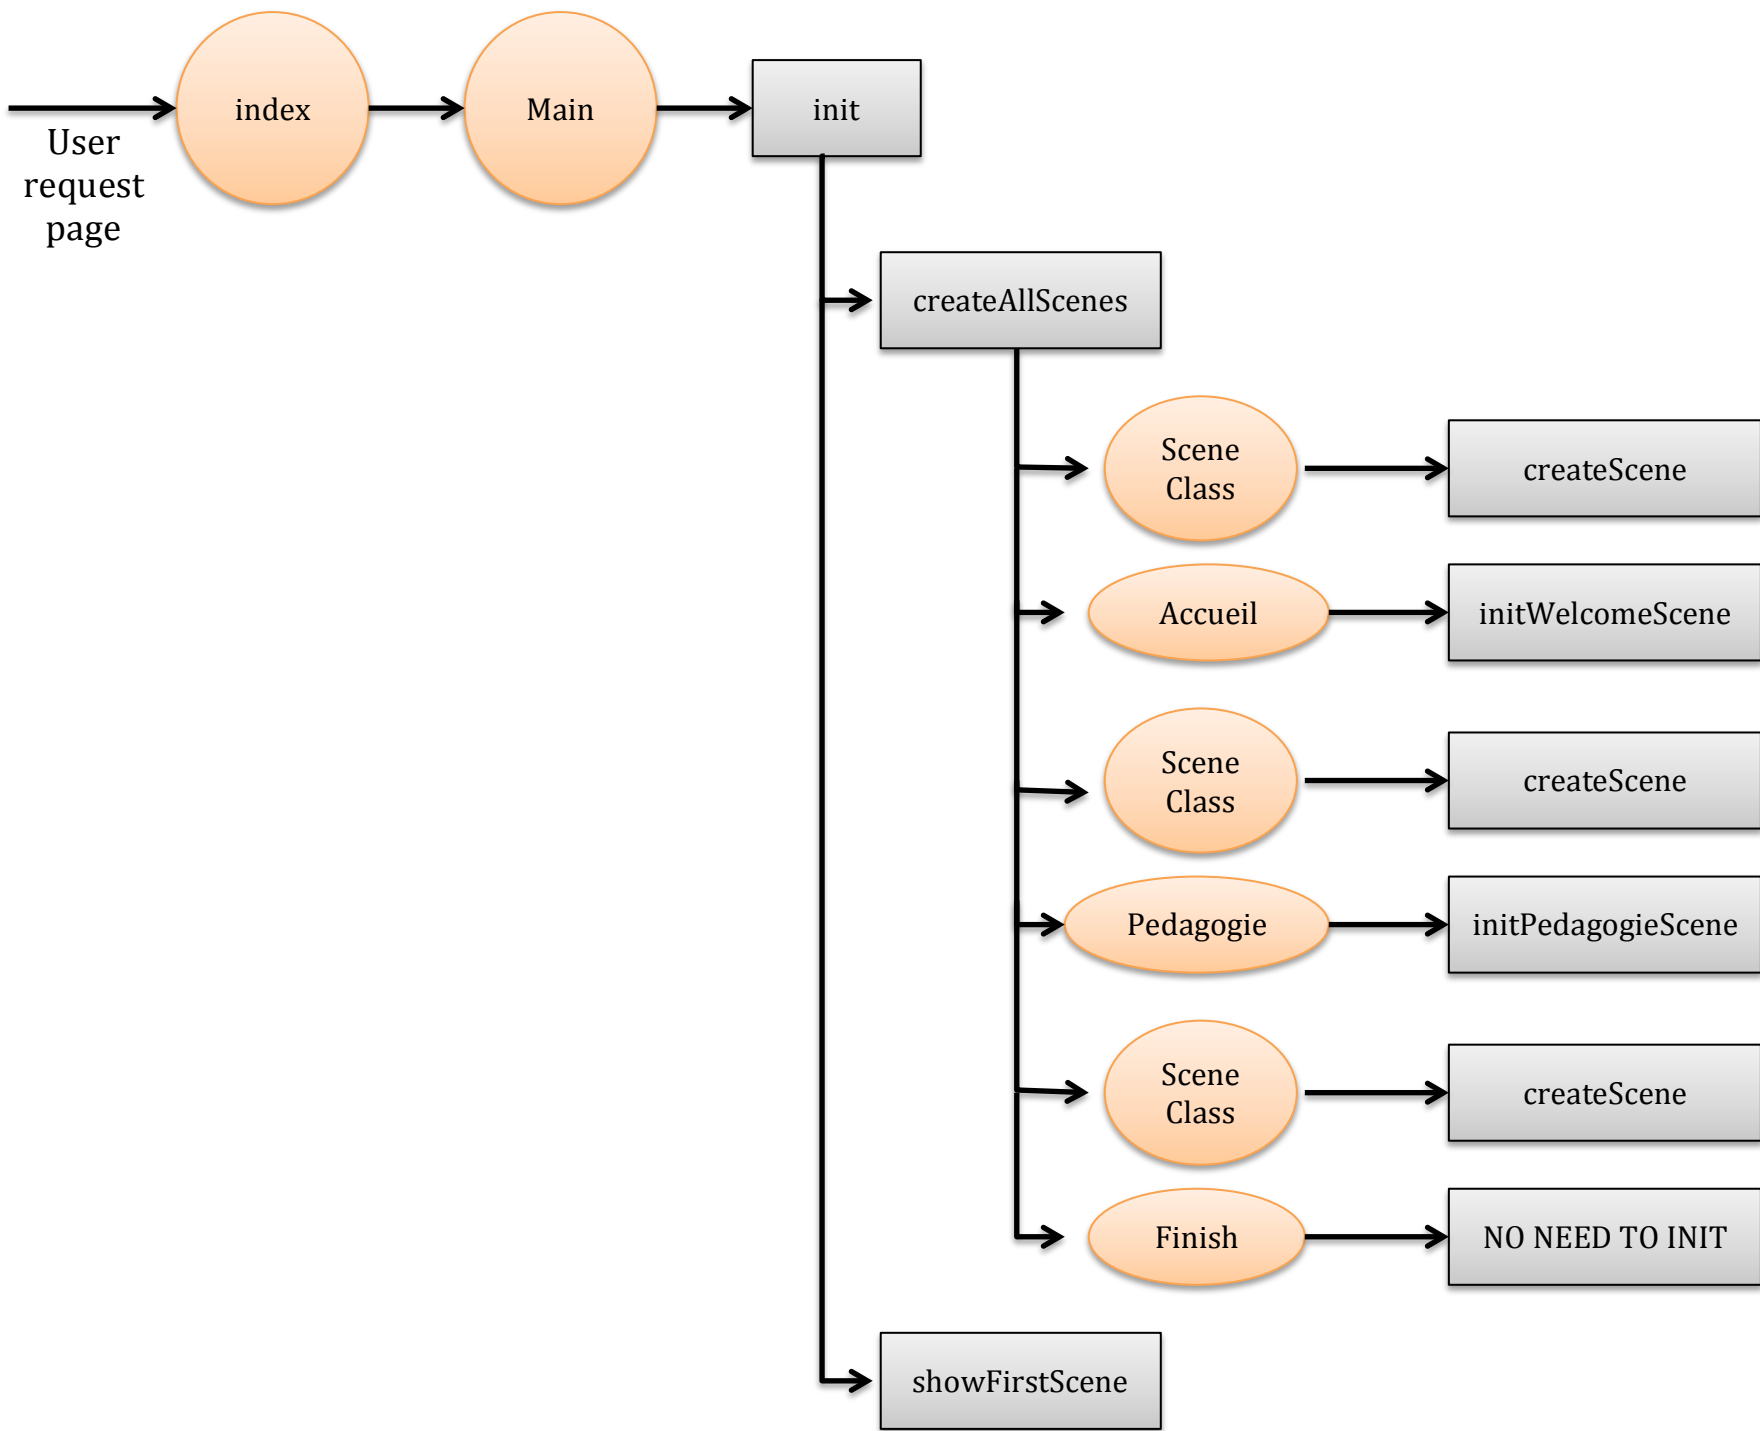 index
Main
init
User
request
page
createAllScenes
Scene
Class
createScene
Accueil
initWelcomeScene
Scene
Class
createScene
Pedagogie
initPedagogieScene
Scene
Class
createScene
Finish
NO NEED TO INIT
showFirstScene